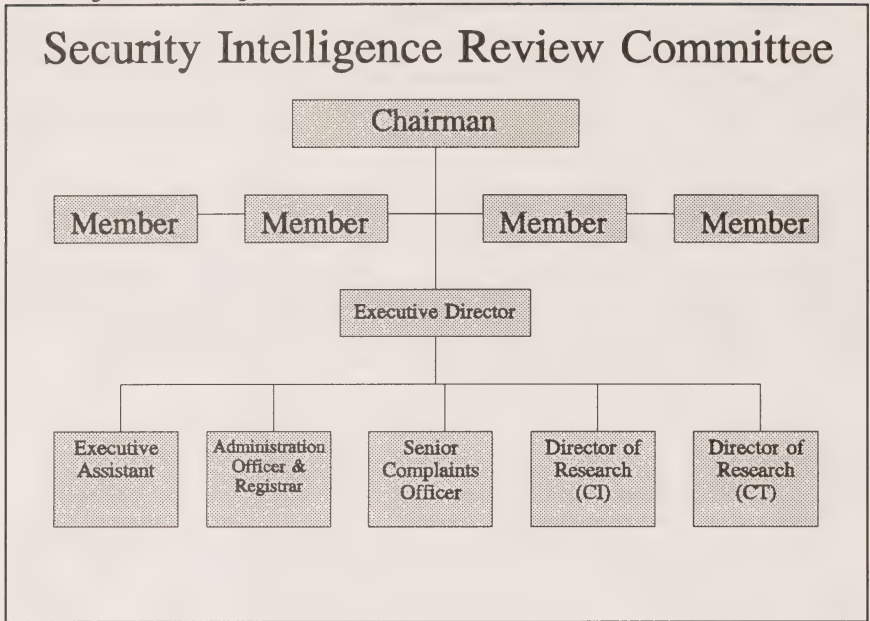 Security Intelligence Review Committee
Chairman
Member Member Member Member
Executive Director
Executive
Assistant
Administration
Officer &
Registrar
Senior
Complaints
Officer
Director of
Research
(CI)
Director of
Research
(CT)